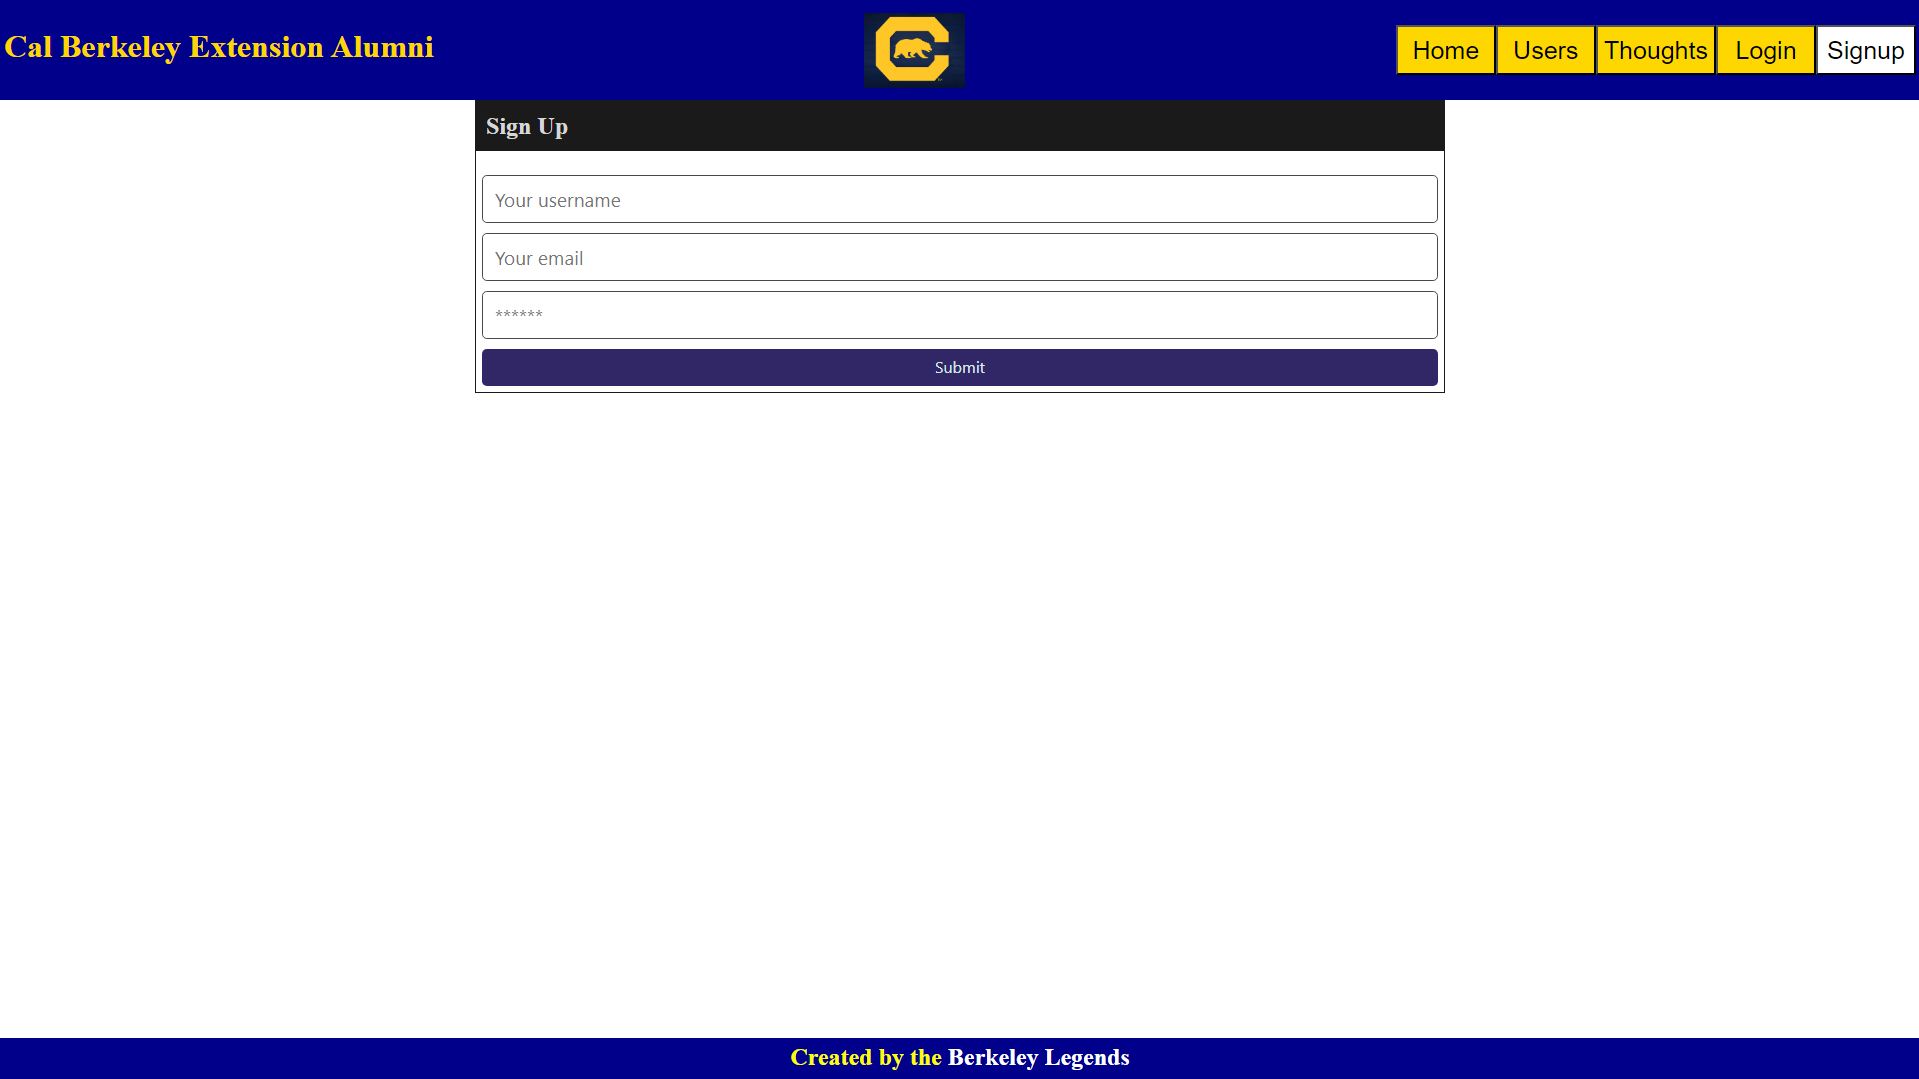 Cal Berkeley Extension Alumni
Home Users Thoughts Login Signup
Sign Up
Your username
Your email
******
Submit
Created by the Berkeley Legends